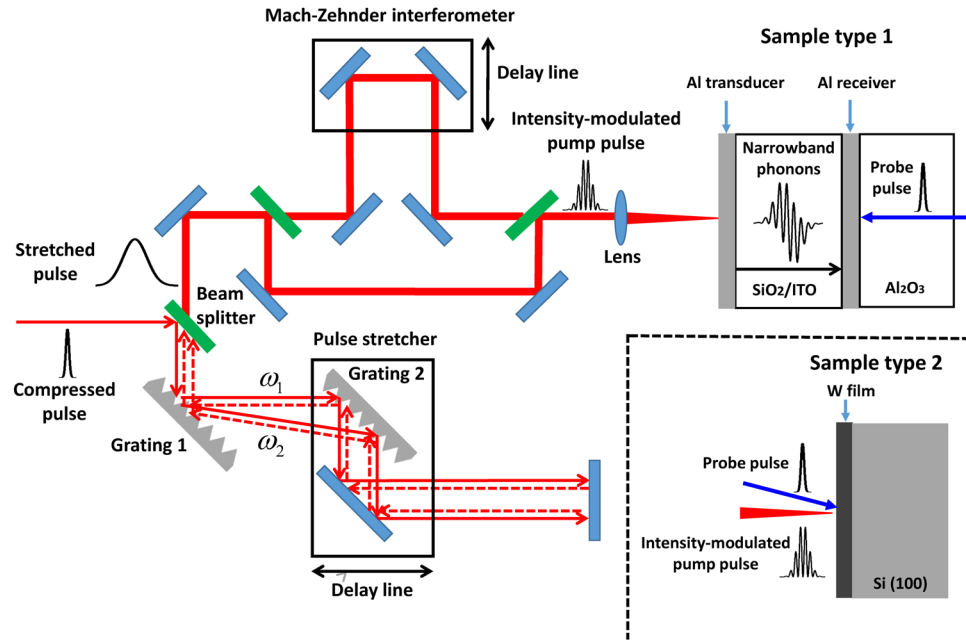 Mach-Zehnder interferometer
Delay line
Intensity-modulated
pump pulse
Lens
Stretched
pulse
Beam
splitter
Compressed
pulse
Grating 1
ω₁
ω₂
Pulse stretcher
Grating 2
Delay line
Sample type 1
Al transducer
Al receiver
Narrowband
phonons
Probe
pulse
SiO₂/ITO
Al₂O₃
Sample type 2
W film
Probe pulse
Intensity-modulated
pump pulse
Si (100)